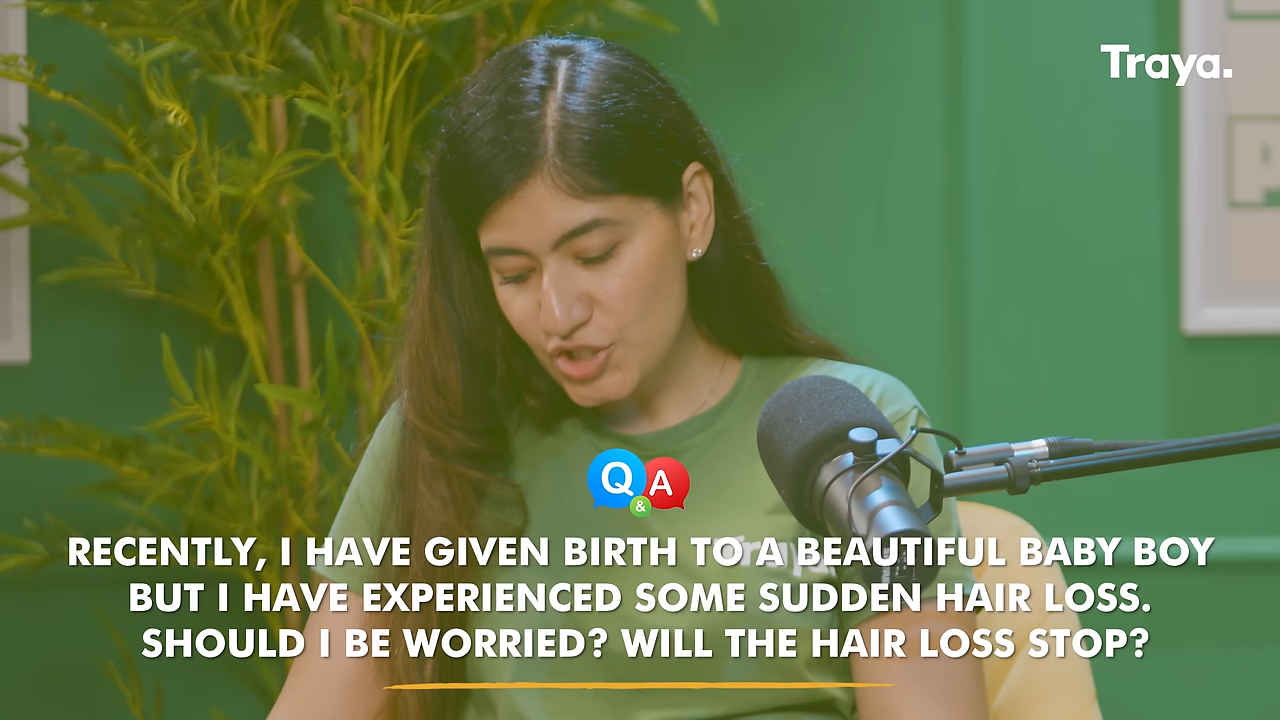 Traya.
Q & A
RECENTLY, I HAVE GIVEN BIRTH TO A BEAUTIFUL BABY BOY
BUT I HAVE EXPERIENCED SOME SUDDEN HAIR LOSS.
SHOULD I BE WORRIED? WILL THE HAIR LOSS STOP?